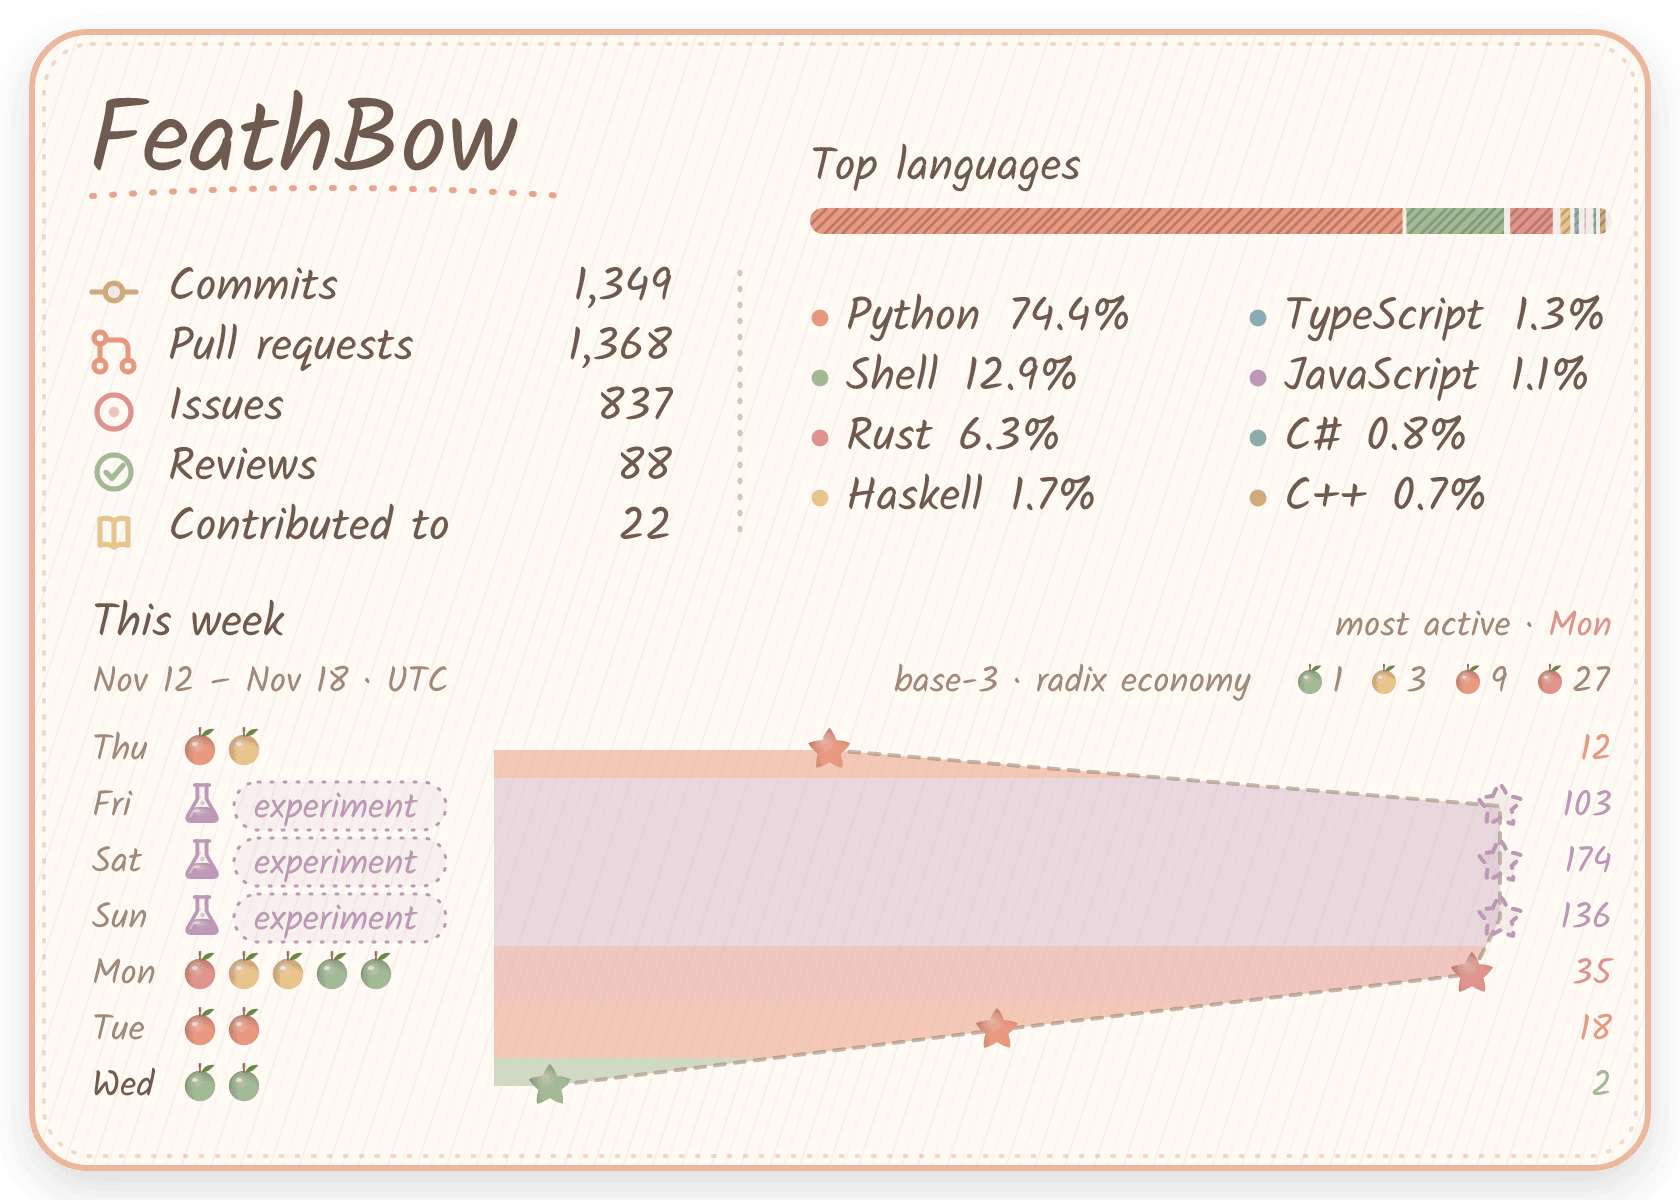 FeathBow
Commits 1,349
Pull requests 1,368
Issues 837
Reviews 88
Contributed to 22
Top languages
Python 74.4%
Shell 12.9%
Rust 6.3%
Haskell 1.7%
TypeScript 1.3%
JavaScript 1.1%
C# 0.8%
C++ 0.7%
This week
most active · Mon
Nov 12 – Nov 18 · UTC
base-3 · radix economy 1 3 9 27
Thu 12
Fri experiment 103
Sat experiment 174
Sun experiment 136
Mon 35
Tue 18
Wed 2